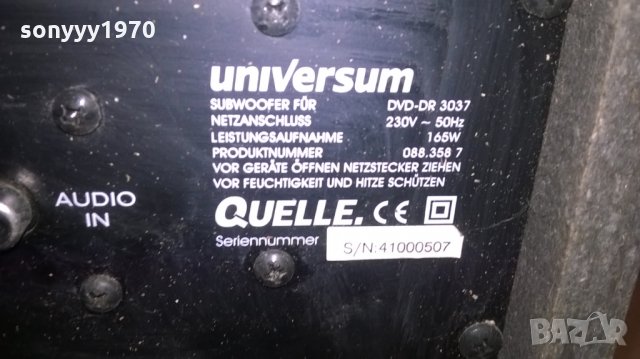 sonyyy1970
universum
SUBWOOFER FÜR DVD-DR 3037
NETZANSCHLUSS 230V ~ 50Hz
LEISTUNGSAUFNAHME 165W
PRODUKTNUMMER 088.358 7
VOR GERÄTE ÖFFNEN NETZSTECKER ZIEHEN
VOR FEUCHTIGKEIT UND HITZE SCHÜTZEN
AUDIO
IN
QUELLE. CE
Seriennummer S/N:41000507
BAZAR